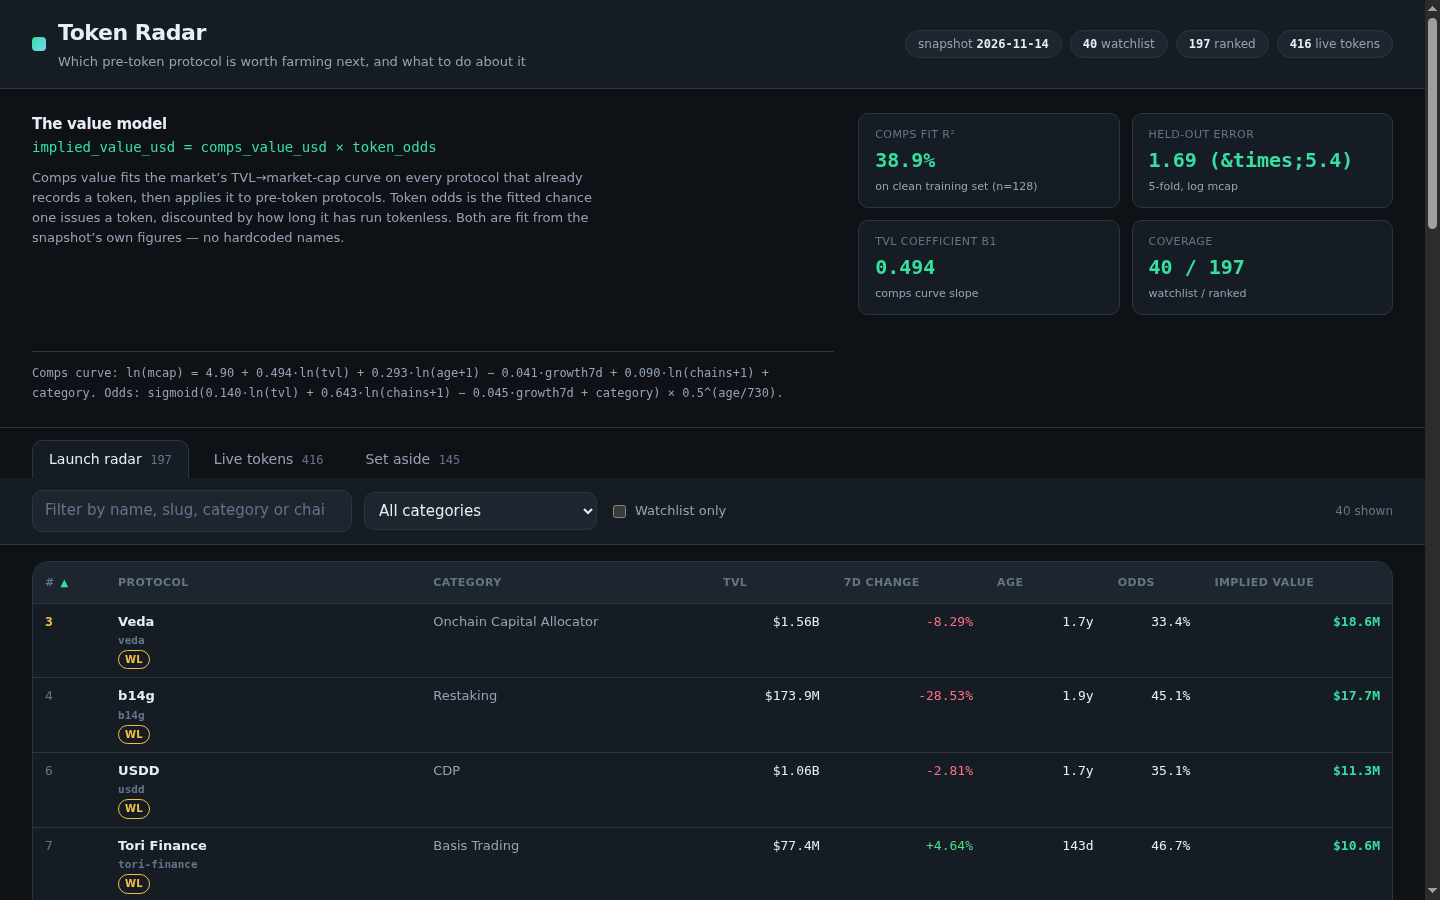 Token Radar
Which pre-token protocol is worth farming next, and what to do about it
snapshot 2026-11-14
40 watchlist
197 ranked
416 live tokens
The value model
implied_value_usd = comps_value_usd × token_odds
Comps value fits the market’s TVL→market-cap curve on every protocol that already
records a token, then applies it to pre-token protocols. Token odds is the fitted chance
one issues a token, discounted by how long it has run tokenless. Both are fit from the
snapshot’s own figures — no hardcoded names.
COMPS FIT R²
38.9%
on clean training set (n=128)
HELD-OUT ERROR
1.69 (&times;5.4)
5-fold, log mcap
TVL COEFFICIENT B1
0.494
comps curve slope
COVERAGE
40 / 197
watchlist / ranked
Comps curve: ln(mcap) = 4.90 + 0.494·ln(tvl) + 0.293·ln(age+1) − 0.041·growth7d + 0.090·ln(chains+1) +
category. Odds: sigmoid(0.140·ln(tvl) + 0.643·ln(chains+1) − 0.045·growth7d + category) × 0.5^(age/730).
Launch radar 197
Live tokens 416
Set aside 145
Filter by name, slug, category or chai
All categories
Watchlist only
40 shown
# ▲ PROTOCOL CATEGORY TVL 7D CHANGE AGE ODDS IMPLIED VALUE
3 Veda Onchain Capital Allocator $1.56B -8.29% 1.7y 33.4% $18.6M
veda
WL
4 b14g Restaking $173.9M -28.53% 1.9y 45.1% $17.7M
b14g
WL
6 USDD CDP $1.06B -2.81% 1.7y 35.1% $11.3M
usdd
WL
7 Tori Finance Basis Trading $77.4M +4.64% 143d 46.7% $10.6M
tori-finance
WL